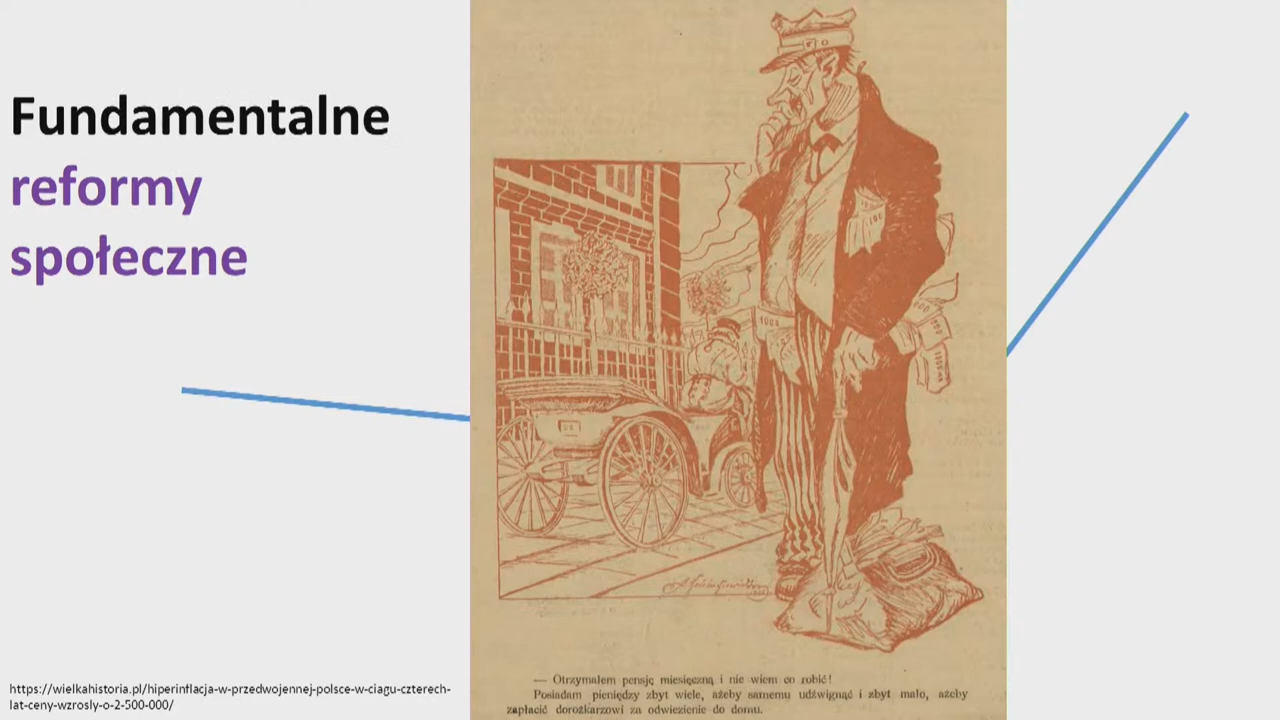 Fundamentalne
reformy
społeczne
1000
— Otrzymałem pensję miesięczną i nie wiem co robić!
Posiadam pieniędzy zbyt wiele, ażeby samemu udźwignąć i zbyt mało, ażeby
zapłacić dorożkarzowi za odwiezienie do domu.
https://wielkahistoria.pl/hiperinflacja-w-przedwojennej-polsce-w-ciagu-czterech-
lat-ceny-wzrosly-o-2-500-000/